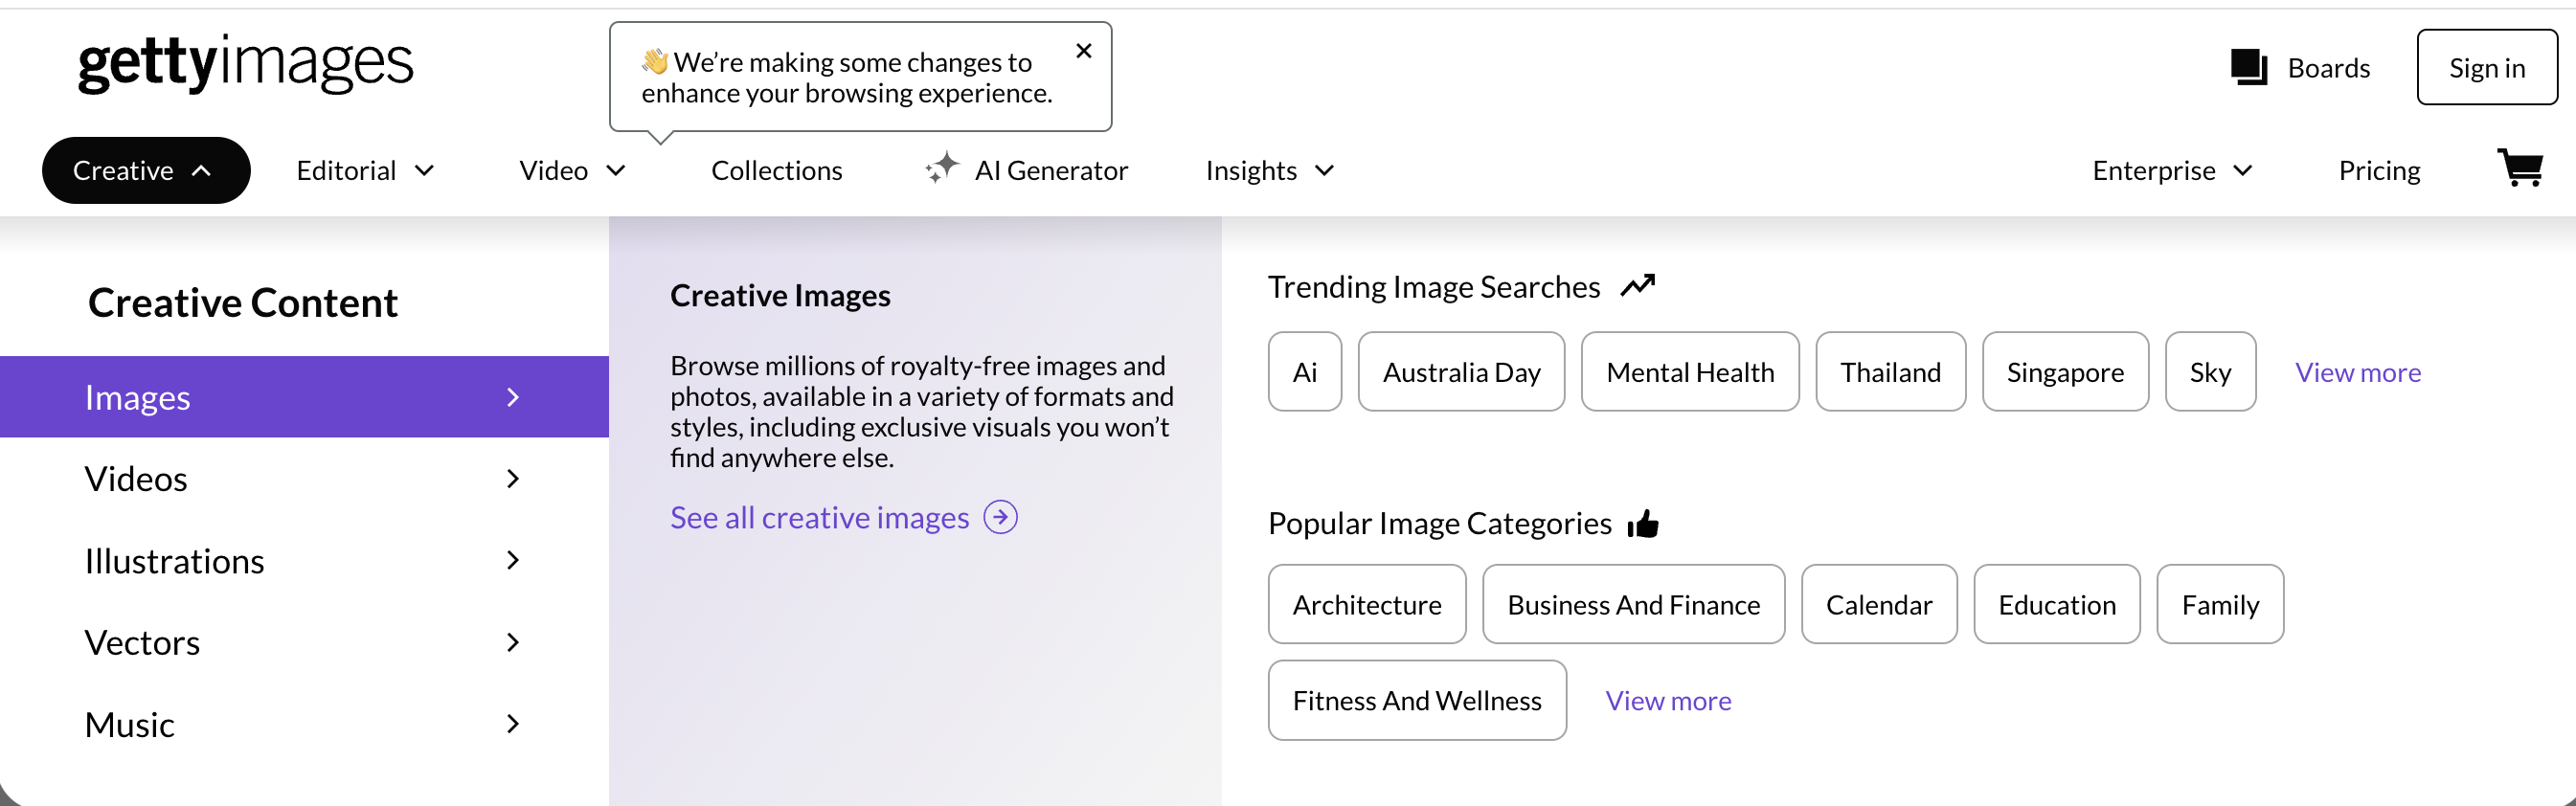 gettyimages
👋 We’re making some changes to
enhance your browsing experience.
Boards
Sign in
Creative
Editorial
Video
Collections
AI Generator
Insights
Enterprise
Pricing
Creative Content
Images
Videos
Illustrations
Vectors
Music
Creative Images
Browse millions of royalty-free images and
photos, available in a variety of formats and
styles, including exclusive visuals you won’t
find anywhere else.
See all creative images
Trending Image Searches
Ai
Australia Day
Mental Health
Thailand
Singapore
Sky
View more
Popular Image Categories
Architecture
Business And Finance
Calendar
Education
Family
Fitness And Wellness
View more